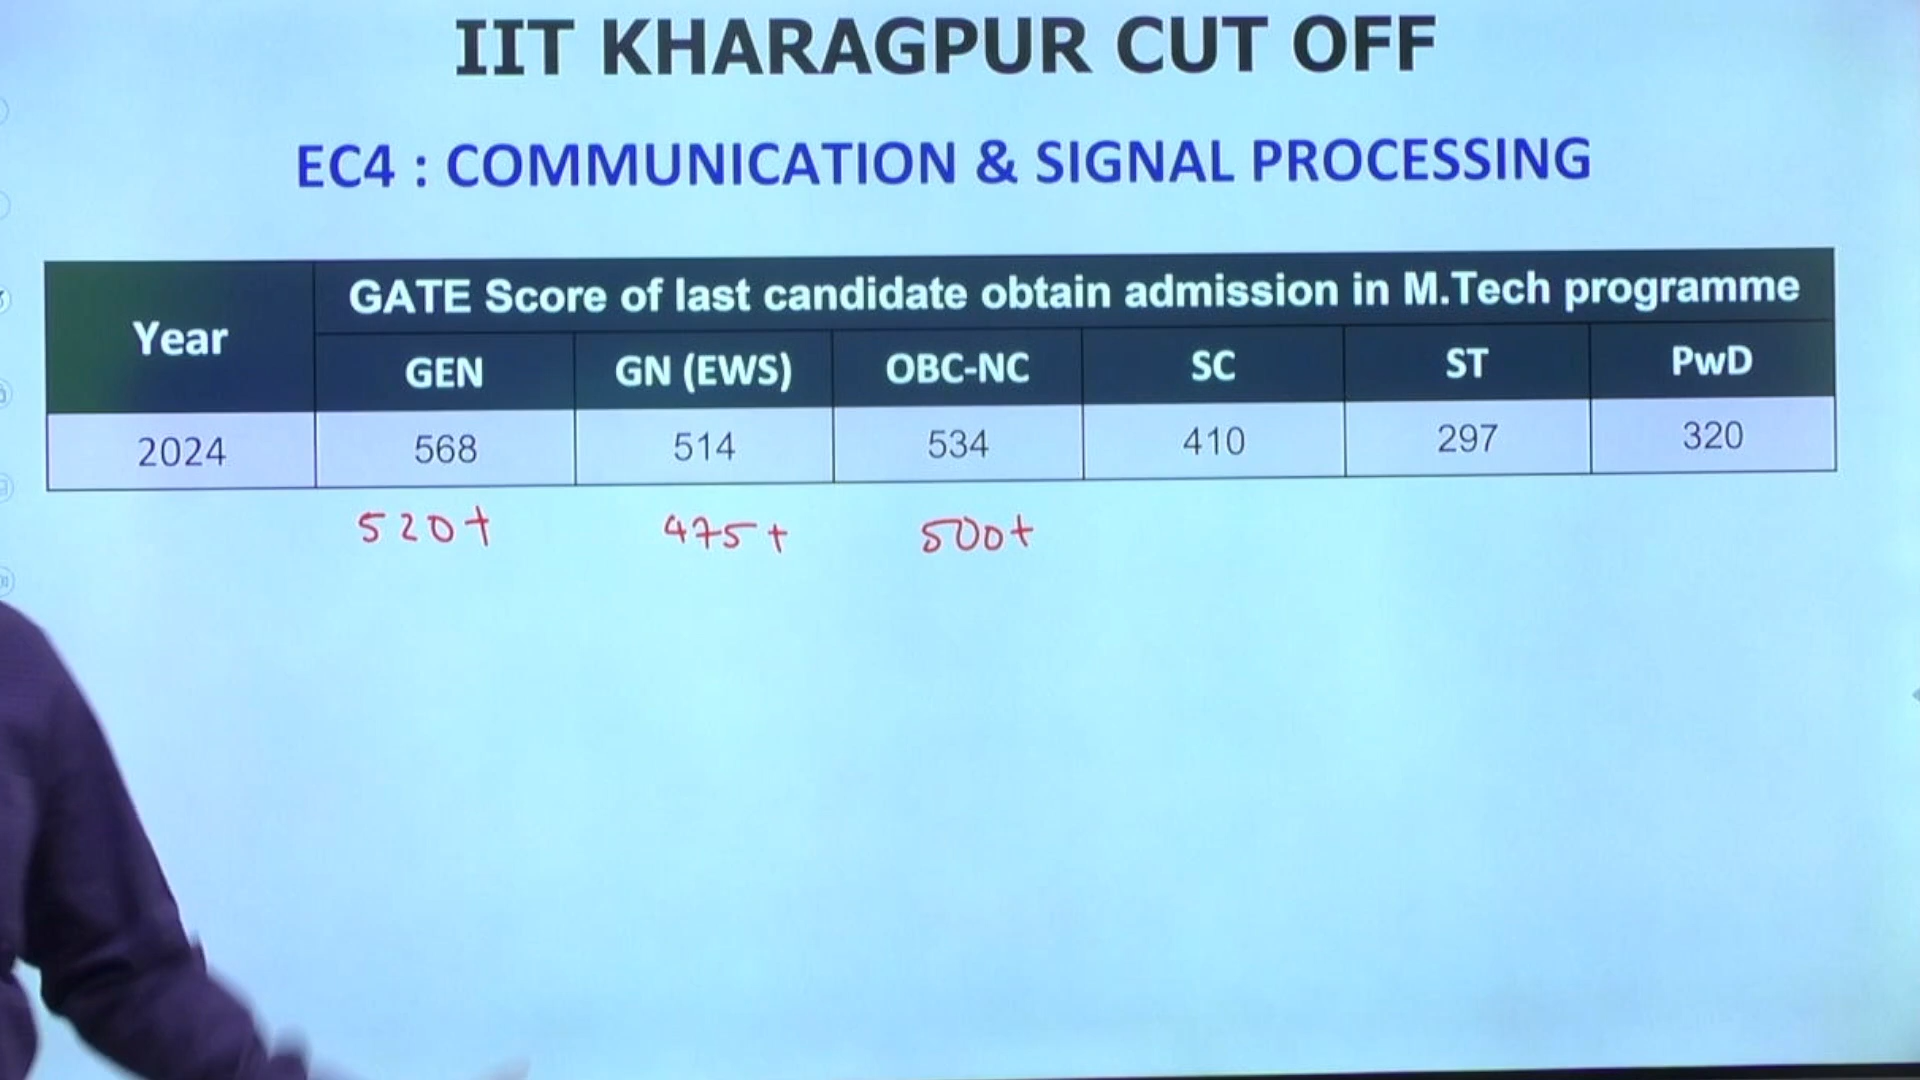 IIT KHARAGPUR CUT OFF
EC4 : COMMUNICATION & SIGNAL PROCESSING
Year GATE Score of last candidate obtain admission in M.Tech programme
GEN GN (EWS) OBC-NC SC ST PwD
2024 568 514 534 410 297 320
520+ 475+ 500+